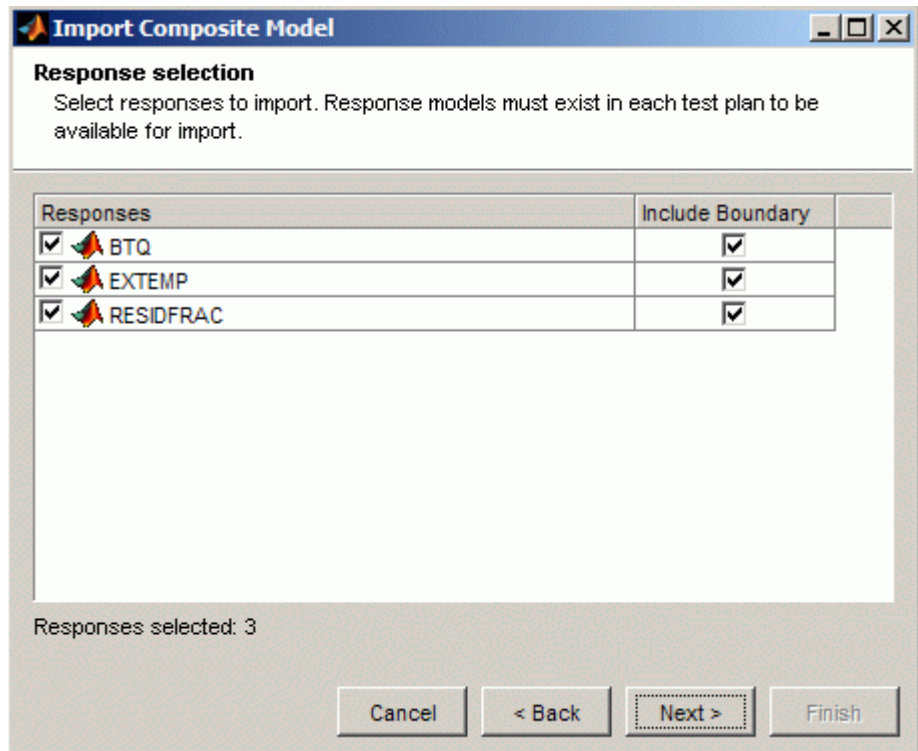 Import Composite Model
Response selection
Select responses to import. Response models must exist in each test plan to be
available for import.
Responses Include Boundary
BTQ
EXTEMP
RESIDFRAC
Responses selected: 3
Cancel < Back Next > Finish